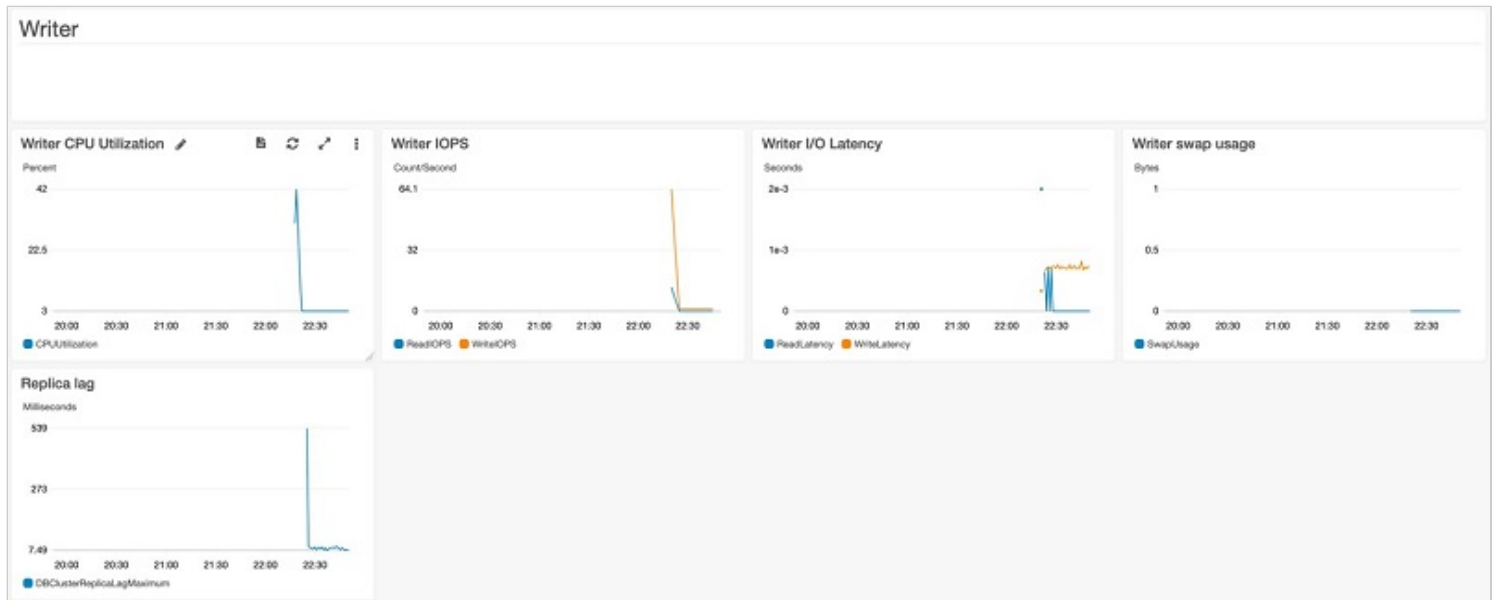 Writer
Writer CPU Utilization
Percent
42
22.5
3
20:00 20:30 21:00 21:30 22:00 22:30
CPUUtilization
Writer IOPS
Count/Second
64.1
32
0
20:00 20:30 21:00 21:30 22:00 22:30
ReadIOPS WriteIOPS
Writer I/O Latency
Seconds
2e-3
1e-3
0
20:00 20:30 21:00 21:30 22:00 22:30
ReadLatency WriteLatency
Writer swap usage
Bytes
1
0.5
0
20:00 20:30 21:00 21:30 22:00 22:30
SwapUsage
Replica lag
Milliseconds
539
273
7.49
20:00 20:30 21:00 21:30 22:00 22:30
DBClusterReplicaLagMaximum